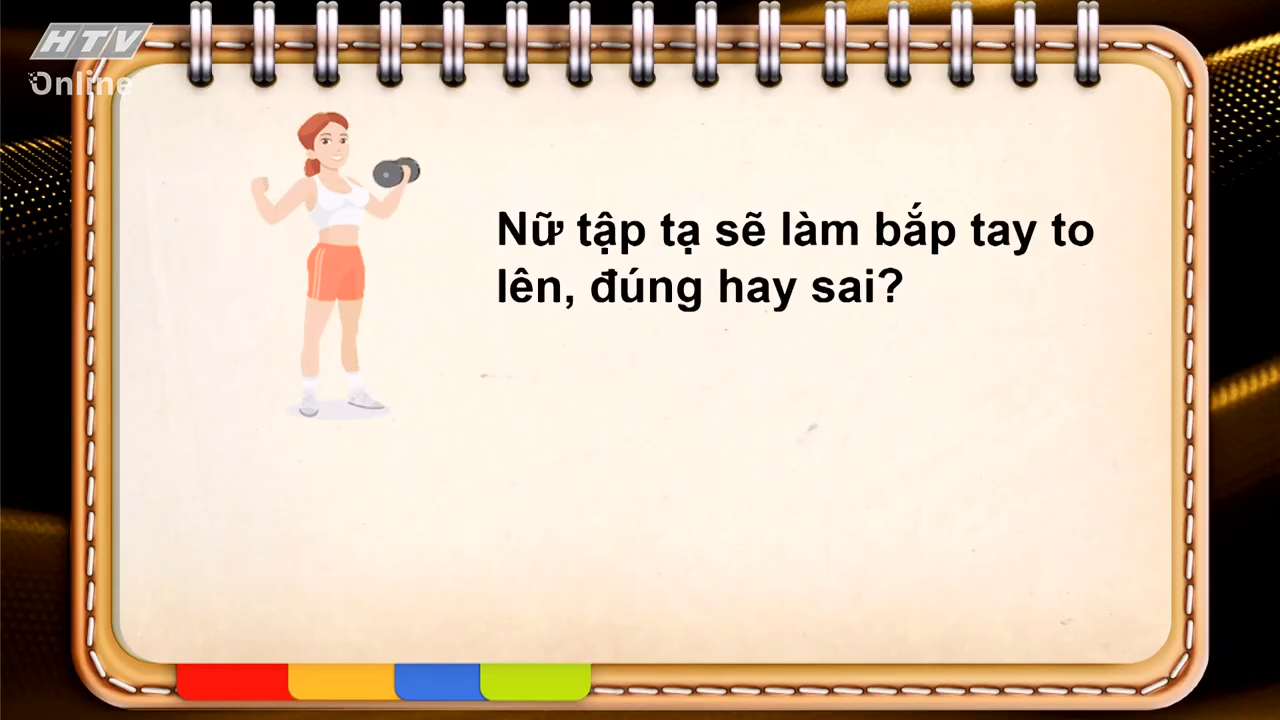 HTV
Online
Nữ tập tạ sẽ làm bắp tay to
lên, đúng hay sai?